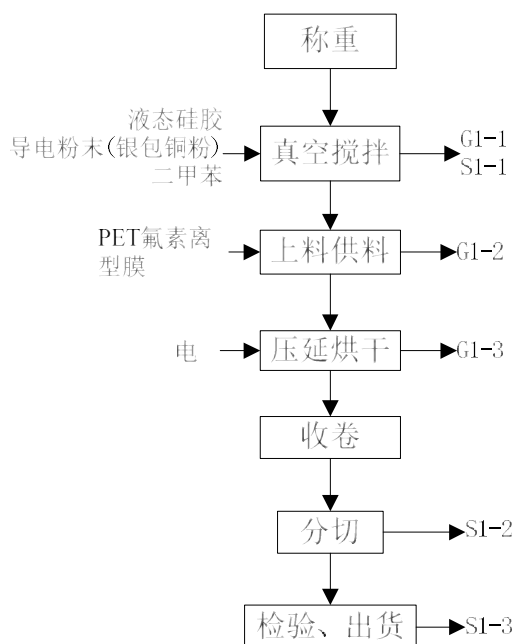 称重
液态硅胶
导电粉末(银包铜粉)
二甲苯
真空搅拌
G1-1
S1-1
PET氟素离
型膜
上料供料
G1-2
电
压延烘干
G1-3
收卷
分切
S1-2
检验、出货
S1-3